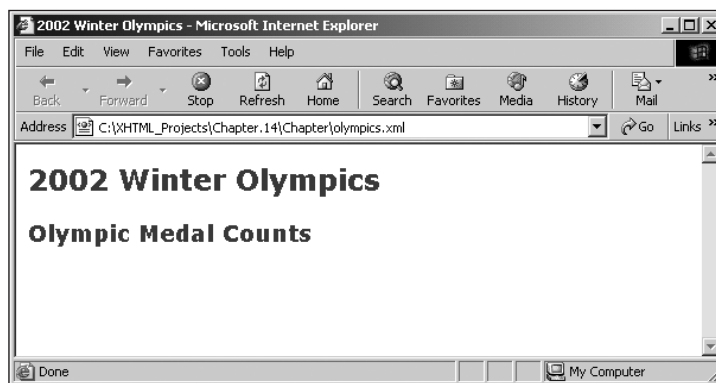 2002 Winter Olympics - Microsoft Internet Explorer
File Edit View Favorites Tools Help
Back Forward Stop Refresh Home Search Favorites Media History Mail »
Address C:\XHTML_Projects\Chapter.14\Chapter\olympics.xml Go Links »
2002 Winter Olympics
Olympic Medal Counts
Done My Computer